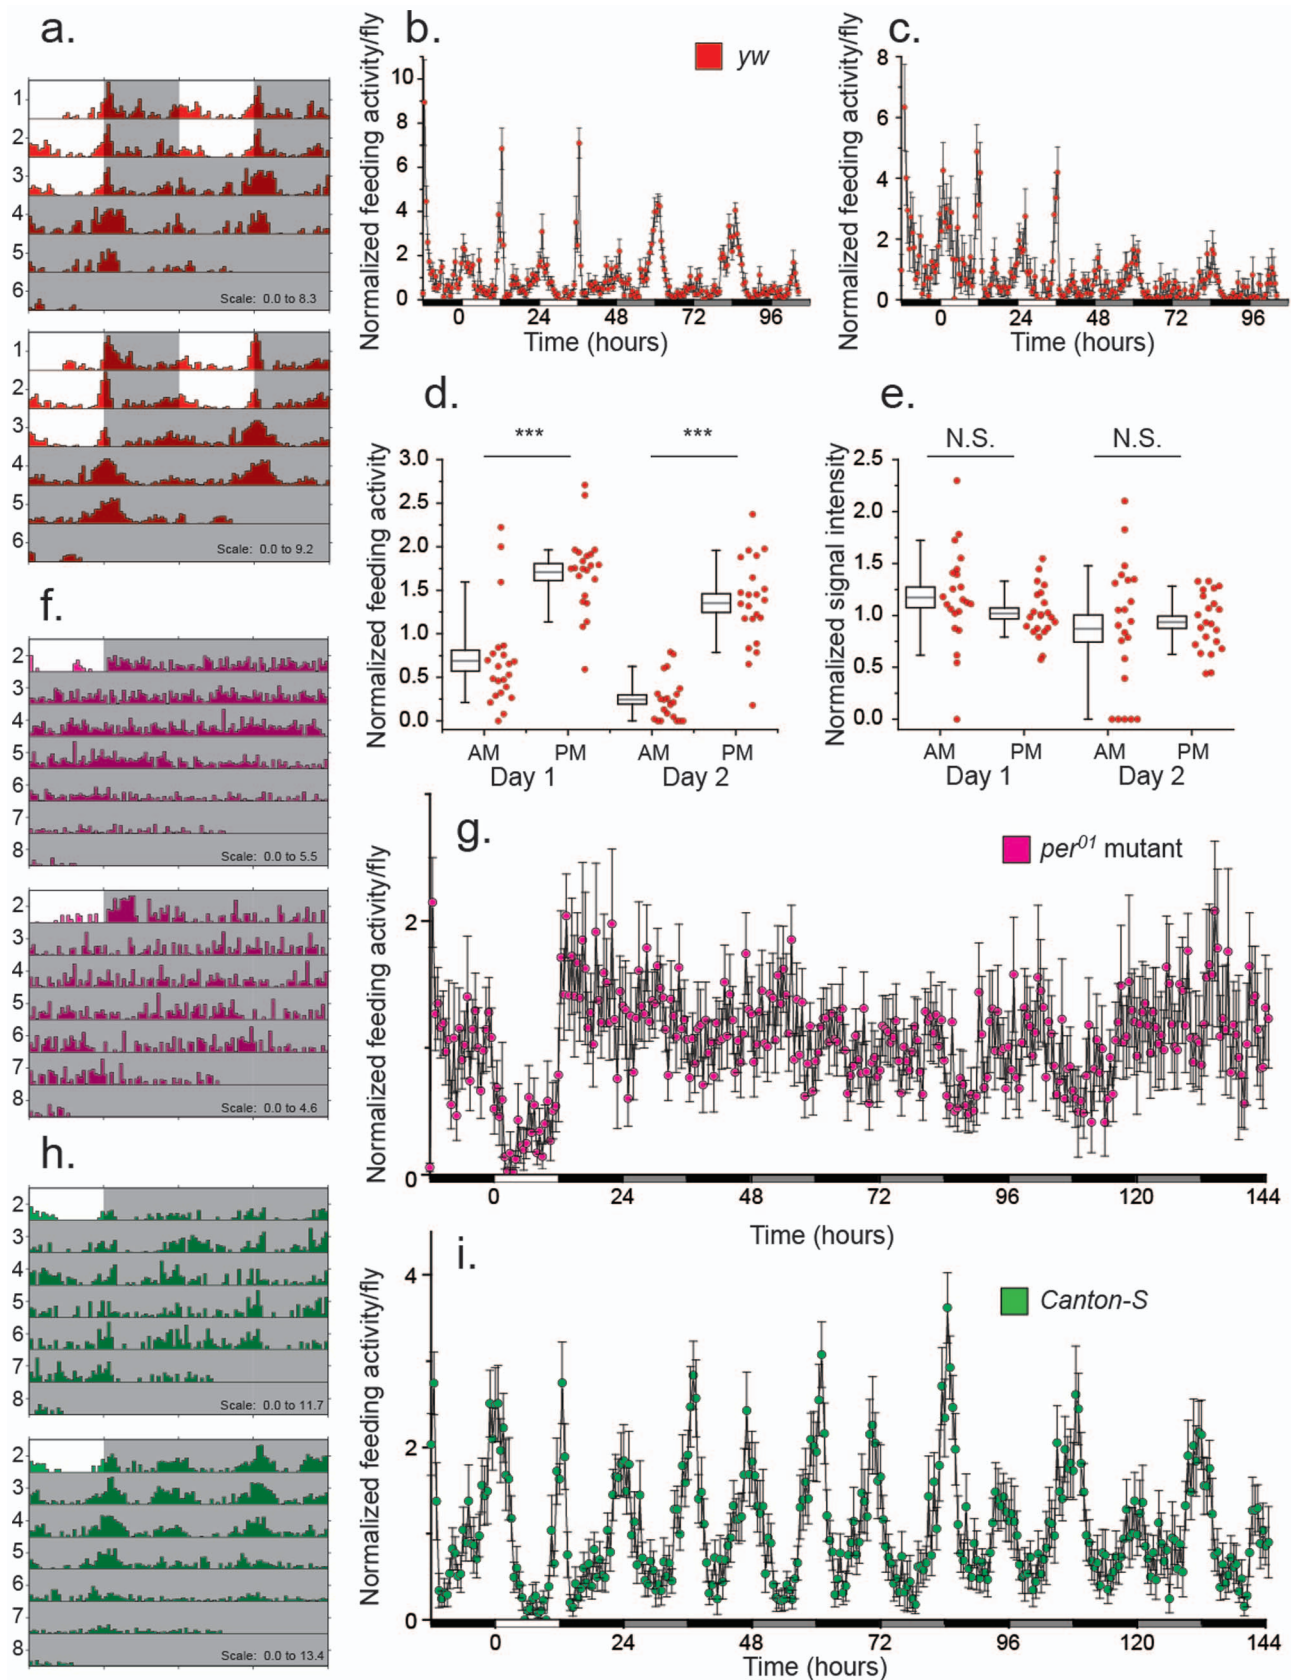 a.
1
2
3
4
5
6
Scale: 0.0 to 8.3
1
2
3
4
5
6
Scale: 0.0 to 9.2
b.
yw
Normalized feeding activity/fly
10
8
6
4
2
0
0 24 48 72 96
Time (hours)
c.
Normalized feeding activity/fly
8
6
4
2
0
0 24 48 72 96
Time (hours)
d.
*** ***
Normalized feeding activity
3.0
2.5
2.0
1.5
1.0
0.5
0.0
AM PM AM PM
Day 1 Day 2
e.
N.S. N.S.
Normalized signal intensity
2.5
2.0
1.5
1.0
0.5
0.0
AM PM AM PM
Day 1 Day 2
f.
2
3
4
5
6
7
8
Scale: 0.0 to 5.5
2
3
4
5
6
7
8
Scale: 0.0 to 4.6
g.
per01 mutant
Normalized feeding activity/fly
2
0
0 24 48 72 96 120 144
Time (hours)
h.
2
3
4
5
6
7
8
Scale: 0.0 to 11.7
2
3
4
5
6
7
8
Scale: 0.0 to 13.4
i.
Canton-S
Normalized feeding activity/fly
4
2
0
0 24 48 72 96 120 144
Time (hours)